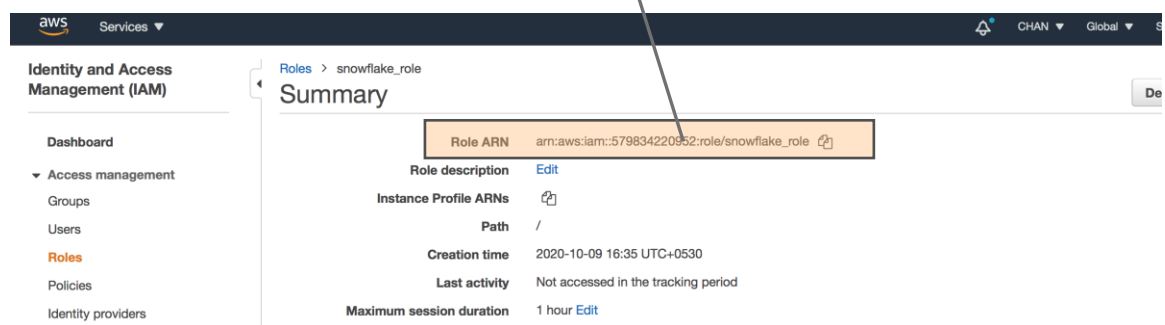 aws Services ▼ CHAN ▼ Global ▼ S
Identity and Access
Management (IAM)
Dashboard
Access management
Groups
Users
Roles
Policies
Identity providers
Roles > snowflake_role
Summary
De
Role ARN arn:aws:iam::579834220952:role/snowflake_role
Role description Edit
Instance Profile ARNs
Path /
Creation time 2020-10-09 16:35 UTC+0530
Last activity Not accessed in the tracking period
Maximum session duration 1 hour Edit